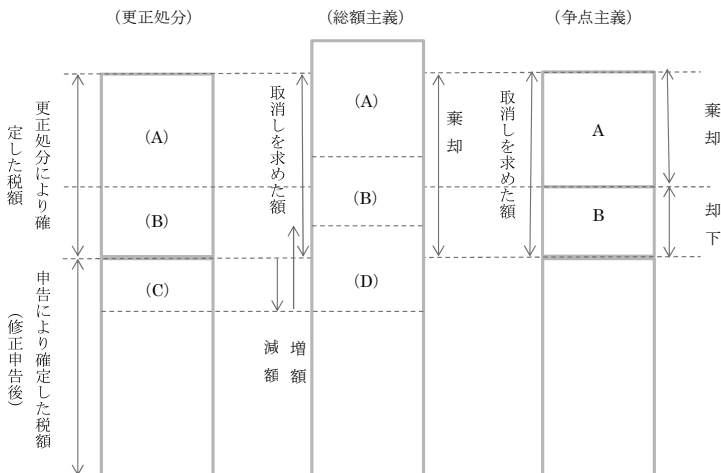 （更正処分）
（総額主義）
（争点主義）
更正処分により確
定した税額
申告により確定した税額
（修正申告後）
（A）
（B）
（C）
取消しを求めた額
減額
増額
（A）
（B）
（D）
棄却
取消しを求めた額
A
B
棄却
却下